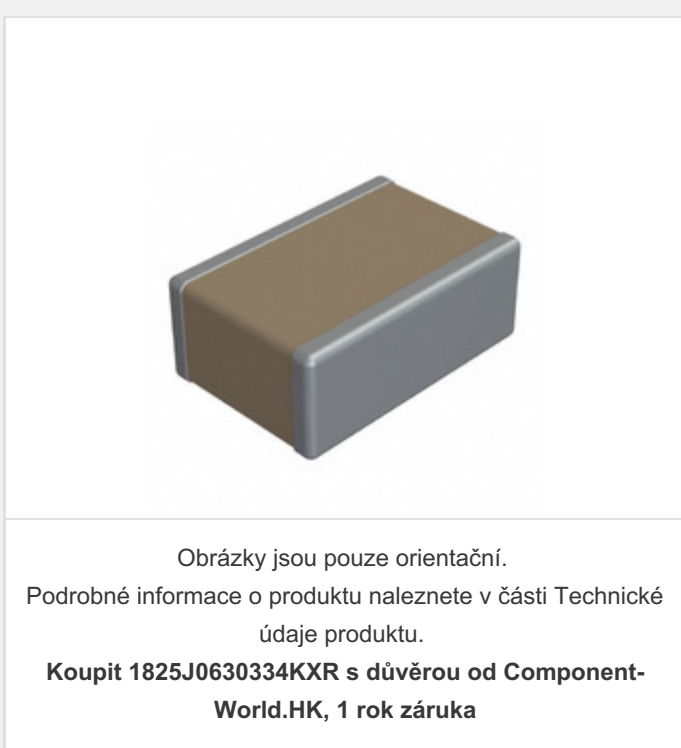 Obrázky jsou pouze orientační.
Podrobné informace o produktu naleznete v části Technické
údaje produktu.
Koupit 1825J0630334KXR s důvěrou od Component-
World.HK, 1 rok záruka